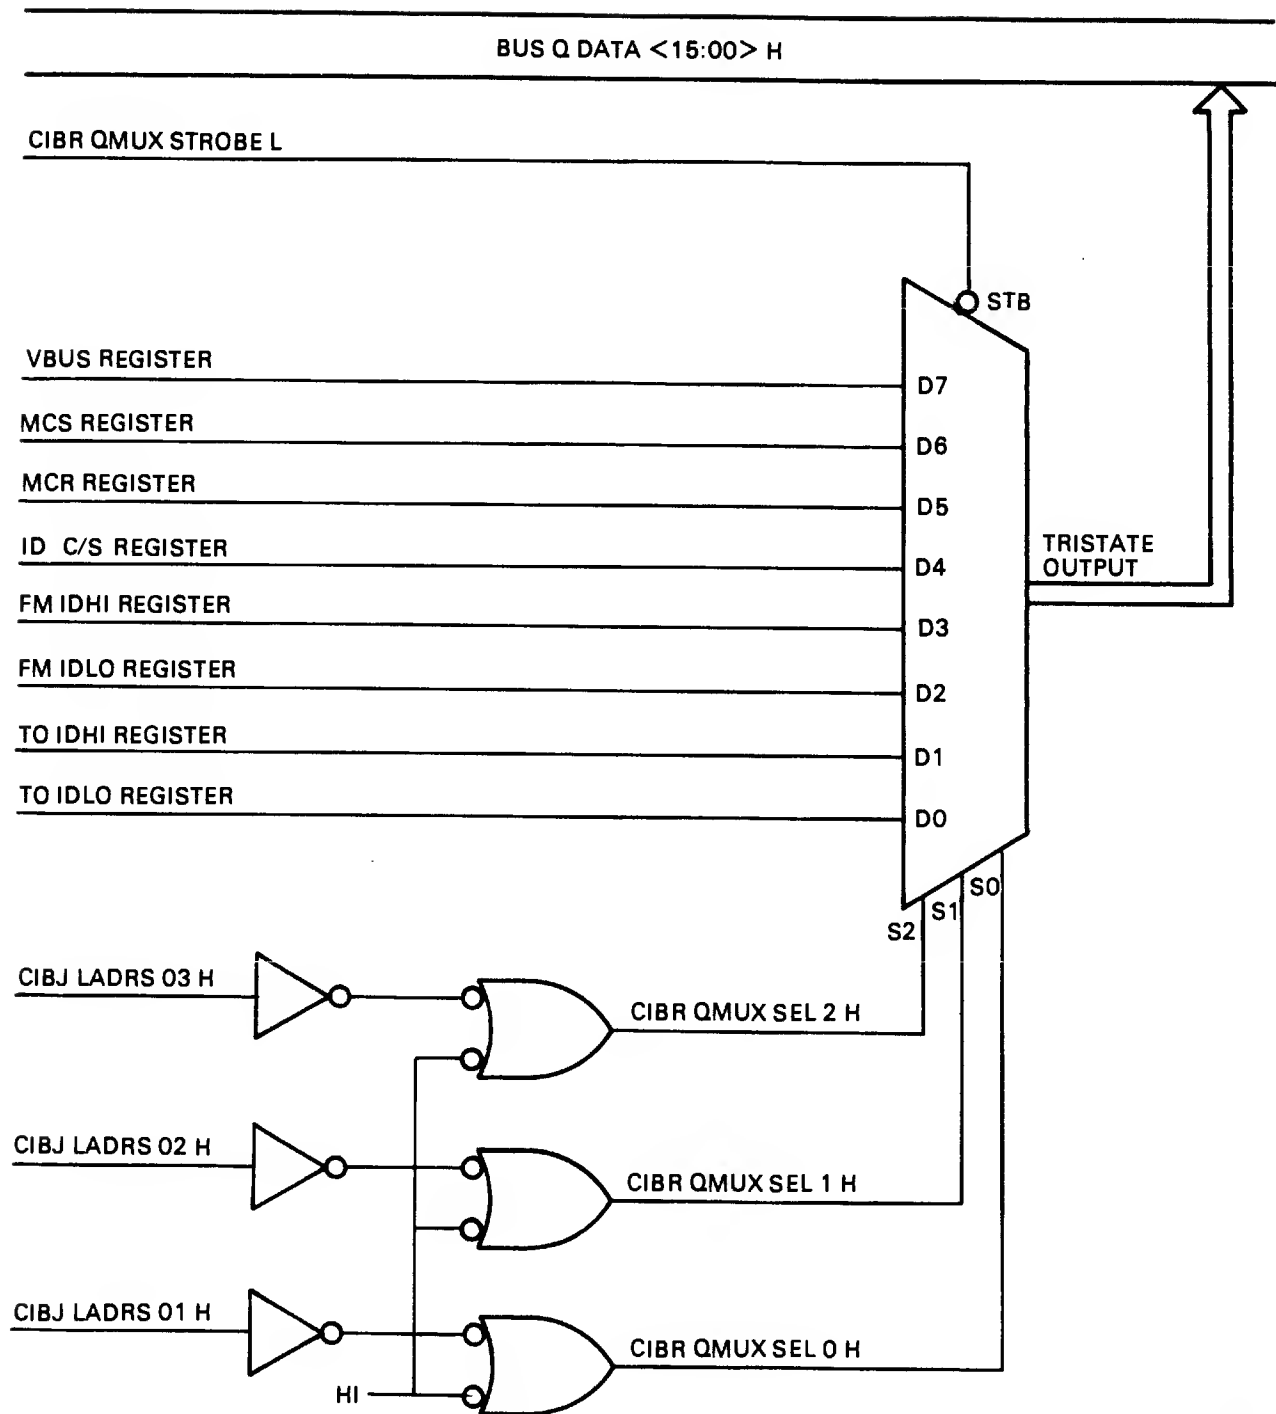 BUS Q DATA <15:00> H
CIBR QMUX STROBE L
STB
VBUS REGISTER
D7
MCS REGISTER
D6
MCR REGISTER
D5
ID C/S REGISTER
D4
TRISTATE
OUTPUT
FM IDHI REGISTER
D3
FM IDLO REGISTER
D2
TO IDHI REGISTER
D1
TO IDLO REGISTER
D0
S0
S1
S2
CIBJ LADRS 03 H
CIBR QMUX SEL 2 H
CIBJ LADRS 02 H
CIBR QMUX SEL 1 H
CIBJ LADRS 01 H
CIBR QMUX SEL 0 H
HI